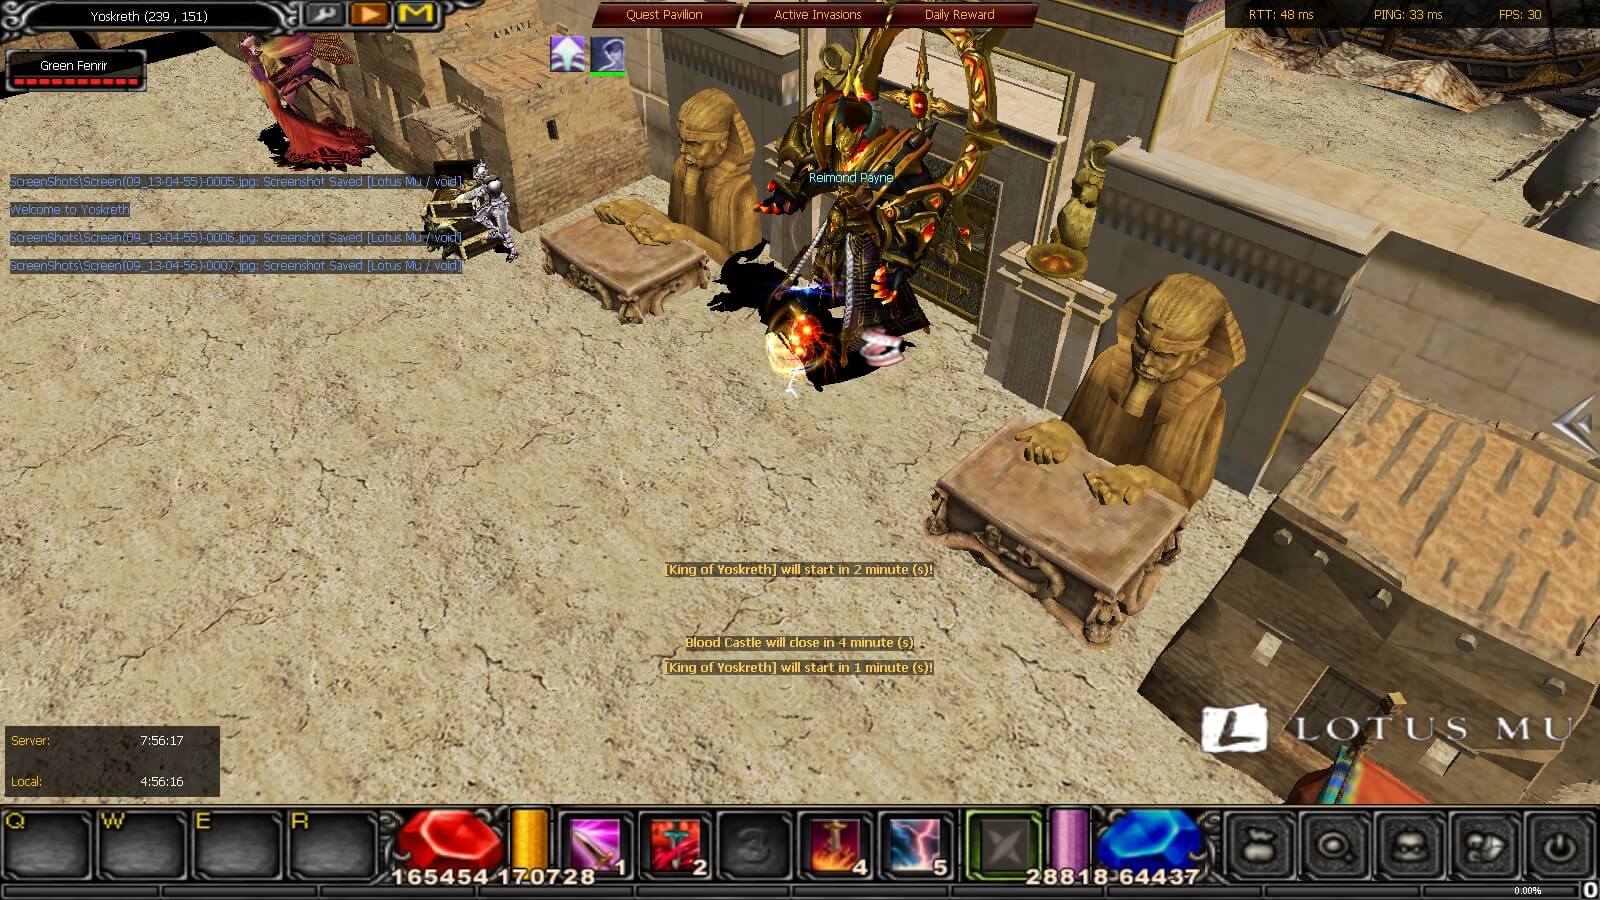 Yoskreth (239 , 151)
M
Quest Pavilion
Active Invasions
Daily Reward
RTT: 48 ms
PING: 33 ms
FPS: 30
Green Fenrir
Reimond Payne
ScreenShots\Screen(09_13-04-55)-0005.jpg: Screenshot Saved [Lotus Mu / void]
Welcome to Yoskreth
ScreenShots\Screen(09_13-04-55)-0006.jpg: Screenshot Saved [Lotus Mu / void]
ScreenShots\Screen(09_13-04-56)-0007.jpg: Screenshot Saved [Lotus Mu / void]
[King of Yoskreth] will start in 2 minute (s)!
Blood Castle will close in 4 minute (s)
[King of Yoskreth] will start in 1 minute (s)!
L LOTUS MU
Server: 7:56:17
Local: 4:56:16
Q W E R
1 2 3 4 5
165454 170728
28818 64437
0.00% 0